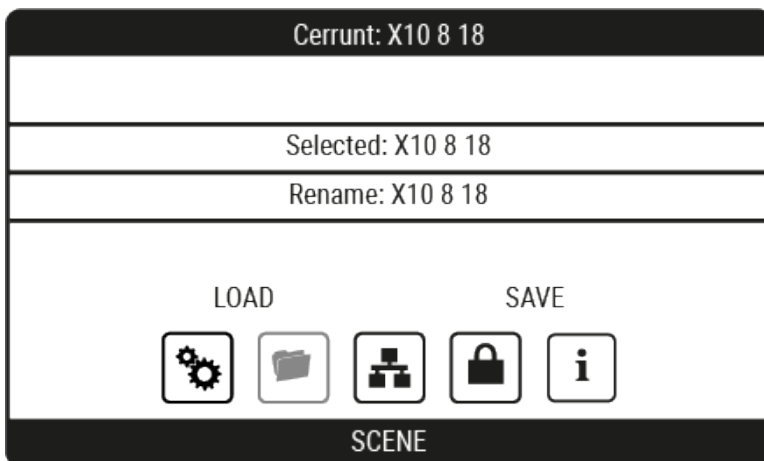 Cerrunt: X10 8 18
Selected: X10 8 18
Rename: X10 8 18
LOAD SAVE
i
SCENE